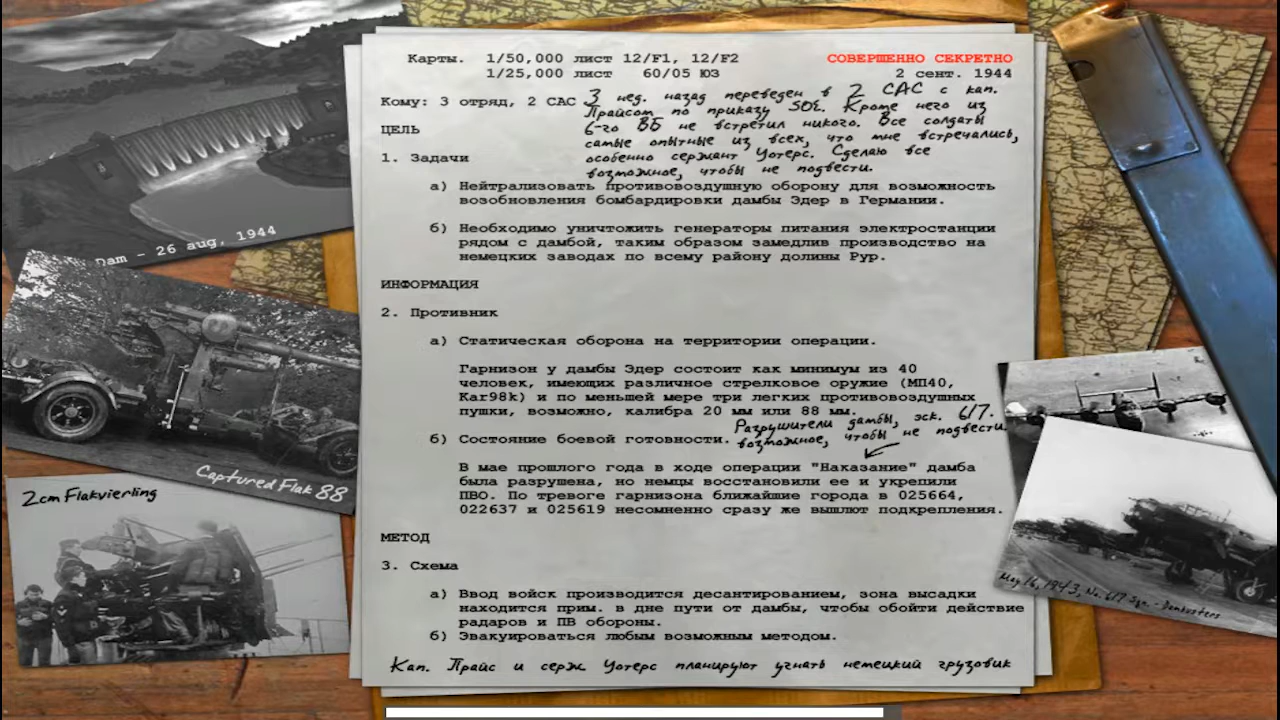 Карты. 1/50,000 лист 12/F1, 12/F2 СОВЕРШЕННО СЕКРЕТНО
1/25,000 лист 60/05 ЮЗ 2 сент. 1944
Кому: 3 отряд, 2 САС
3 нед. назад переведен в 2 САС с кап.
Прайсом по приказу SOE. Кроме него из
6-го ВБ не встретил никого. Все солдаты
самые опытные из всех, что мне встречались,
особенно сержант Уотерс. Сделаю все
возможное, чтобы не подвести.
ЦЕЛЬ
1. Задачи
а) Нейтрализовать противовоздушную оборону для возможность
возобновления бомбардировки дамбы Эдер в Германии.
б) Необходимо уничтожить генераторы питания электростанции
рядом с дамбой, таким образом замедлив производство на
немецких заводах по всему району долины Рур.
ИНФОРМАЦИЯ
2. Противник
а) Статическая оборона на территории операции.
Гарнизон у дамбы Эдер состоит как минимум из 40
человек, имеющих различное стрелковое оружие (МП40,
Kar98k) и по меньшей мере три легких противовоздушных
пушки, возможно, калибра 20 мм или 88 мм.
Разрушители дамбы, эск. 617.
возможное, чтобы не подвести.
б) Состояние боевой готовности.
В мае прошлого года в ходе операции "Наказание" дамба
была разрушена, но немцы восстановили ее и укрепили
ПВО. По тревоге гарнизона ближайшие города в 025664,
022637 и 025619 несомненно сразу же вышлют подкрепления.
МЕТОД
3. Схема
а) Ввод войск производится десантированием, зона высадки
находится прим. в дне пути от дамбы, чтобы обойти действие
радаров и ПВ обороны.
б) Эвакуироваться любым возможным методом.
Кап. Прайс и серж Уотерс планируют угнать немецкий грузовик
Dam - 26 aug, 1944
Captured Flak 88
2cm Flakvierling
May 16, 1943, No. 617 Sqn. - Dambusters